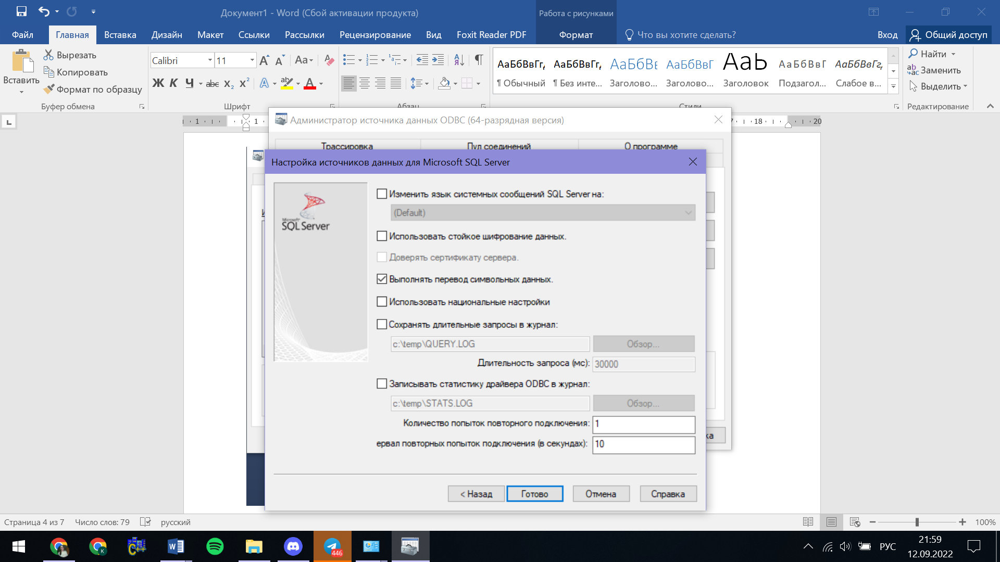 Документ1 - Word (Сбой активации продукта)
Работа с рисунками
Файл
Главная
Вставка
Дизайн
Макет
Ссылки
Рассылки
Рецензирование
Вид
Foxit Reader PDF
Формат
Что вы хотите сделать?
Вход
Общий доступ
Вставить
Вырезать
Копировать
Формат по образцу
Буфер обмена
Calibri
11
Aa
Ж К Ч abc x₂ x²
Шрифт
Абзац
АаБбВвГг,
¶ Обычный
АаБбВвГг,
¶ Без инте...
АаБбВі
Заголово...
АаБбВвГ
Заголово...
АаЬ
Заголовок
АаБбВвГ
Подзагол...
АаБбВвГг,
Слабое в...
Стили
Найти
Заменить
Выделить
Редактирование
1
1
18
20
Администратор источника данных ODBC (64-разрядная версия)
Трассировка
Пул соединений
О программе
Настройка источников данных для Microsoft SQL Server
Microsoft
SQL Server
Изменить язык системных сообщений SQL Server на:
(Default)
Использовать стойкое шифрование данных.
Доверять сертификату сервера.
Выполнять перевод символьных данных.
Использовать национальные настройки
Сохранять длительные запросы в журнал:
c:\temp\QUERY.LOG
Обзор...
Длительность запроса (мс):
30000
Записывать статистику драйвера ODBC в журнал:
c:\temp\STATS.LOG
Обзор...
Количество попыток повторного подключения:
1
ервал повторных попыток подключения (в секундах):
10
ка
< Назад
Готово
Отмена
Справка
Страница 4 из 7
Число слов: 79
русский
100%
446
РУС
21:59
12.09.2022